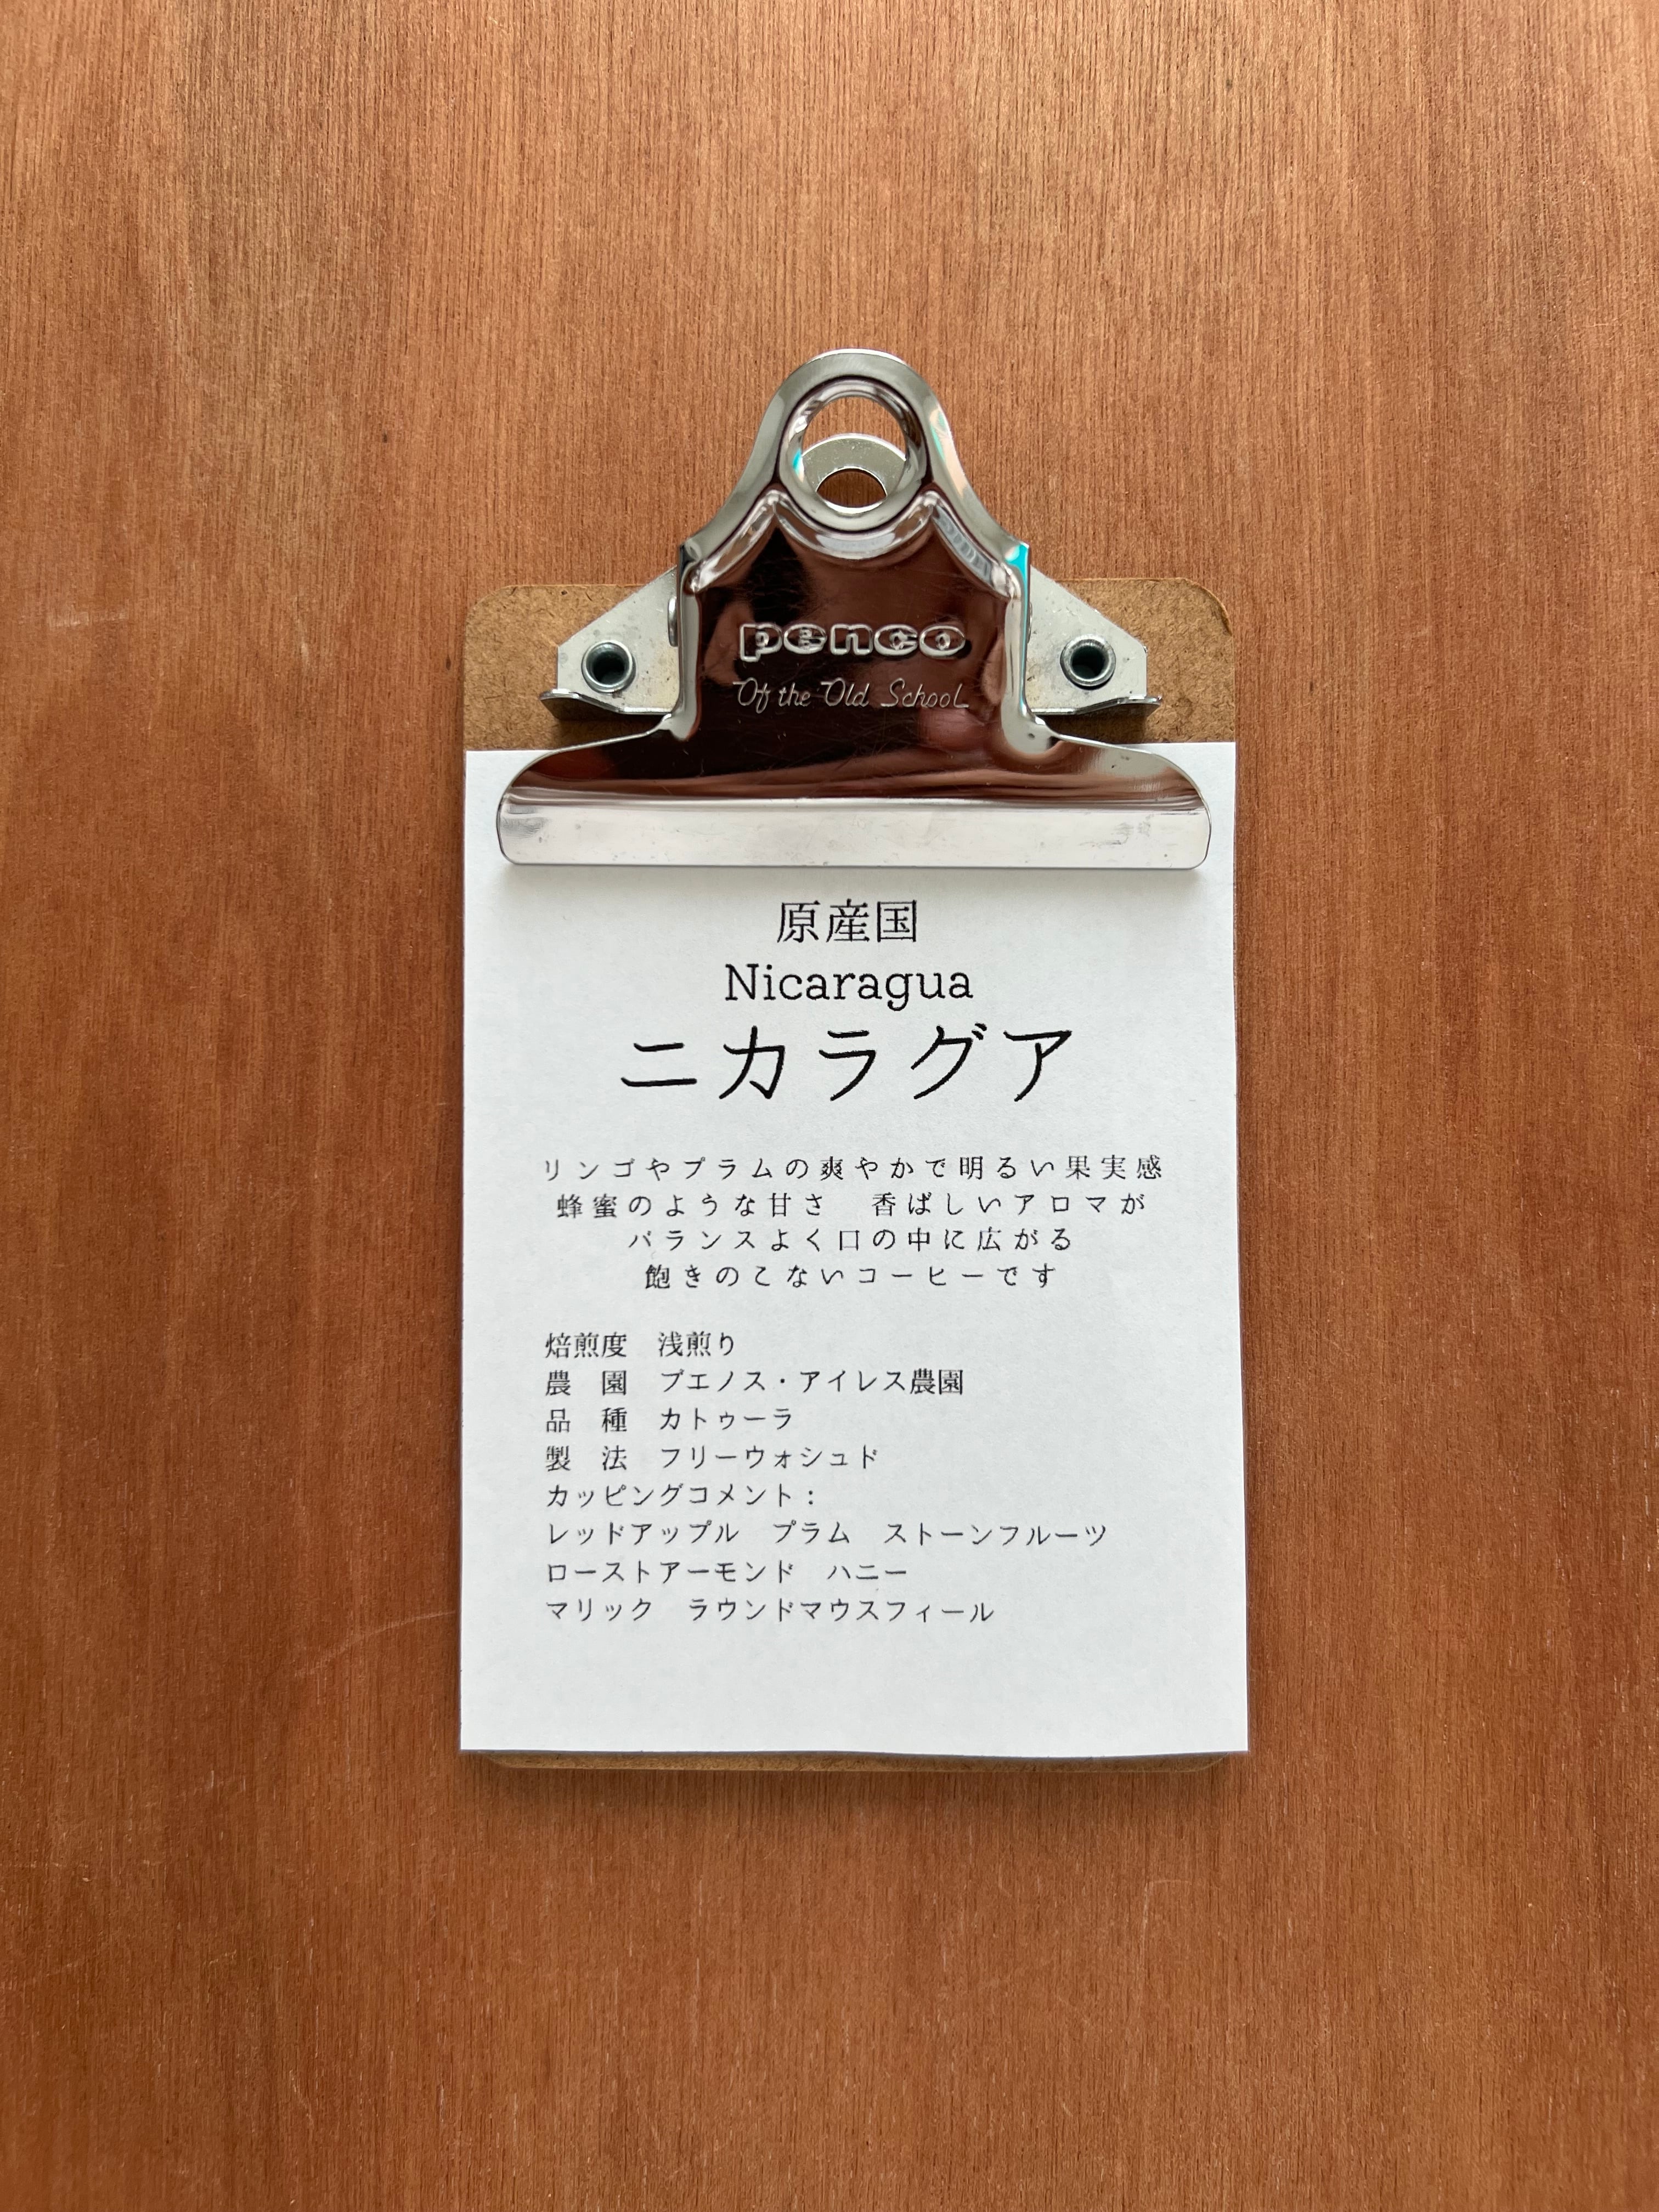 penco
Of the Old School
原産国
Nicaragua
ニカラグア
リンゴやプラムの爽やかで明るい果実感
蜂蜜のような甘さ　香ばしいアロマが
バランスよく口の中に広がる
飽きのこないコーヒーです
焙煎度　浅煎り
農　園　ブエノス・アイレス農園
品　種　カトゥーラ
製　法　フリーウォシュド
カッピングコメント：
レッドアップル　プラム　ストーンフルーツ
ローストアーモンド　ハニー
マリック　ラウンドマウスフィール